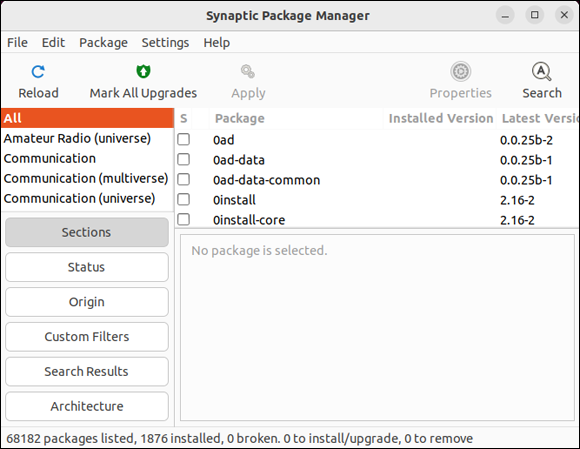 Synaptic Package Manager
File Edit Package Settings Help
Reload Mark All Upgrades Apply Properties Search
All
Amateur Radio (universe)
Communication
Communication (multiverse)
Communication (universe)
S Package Installed Version Latest Versi
0ad 0.0.25b-2
0ad-data 0.0.25b-1
0ad-data-common 0.0.25b-1
0install 2.16-2
0install-core 2.16-2
Sections
Status
Origin
Custom Filters
Search Results
Architecture
No package is selected.
68182 packages listed, 1876 installed, 0 broken. 0 to install/upgrade, 0 to remove